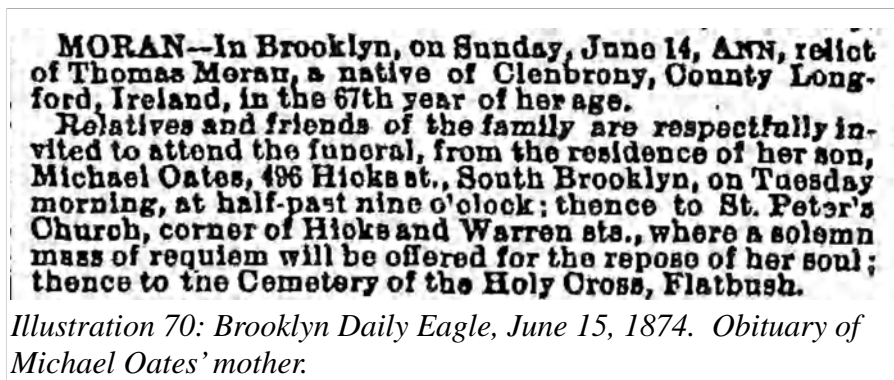 MORAN—In Brooklyn, on Sunday, June 14, ANN, relict
of Thomas Moran, a native of Clenbrony, County Long-
ford, Ireland, in the 67th year of her age.
Relatives and friends of the family are respectfully in-
vited to attend the funeral, from the residence of her son,
Michael Oates, 496 Hicks st., South Brooklyn, on Tuesday
morning, at half-past nine o'clock; thence to St. Peter's
Church, corner of Hicks and Warren sts., where a solemn
mass of requiem will be offered for the repose of her soul;
thence to the Cemetery of the Holy Cross, Flatbush.
Illustration 70: Brooklyn Daily Eagle, June 15, 1874. Obituary of
Michael Oates' mother.